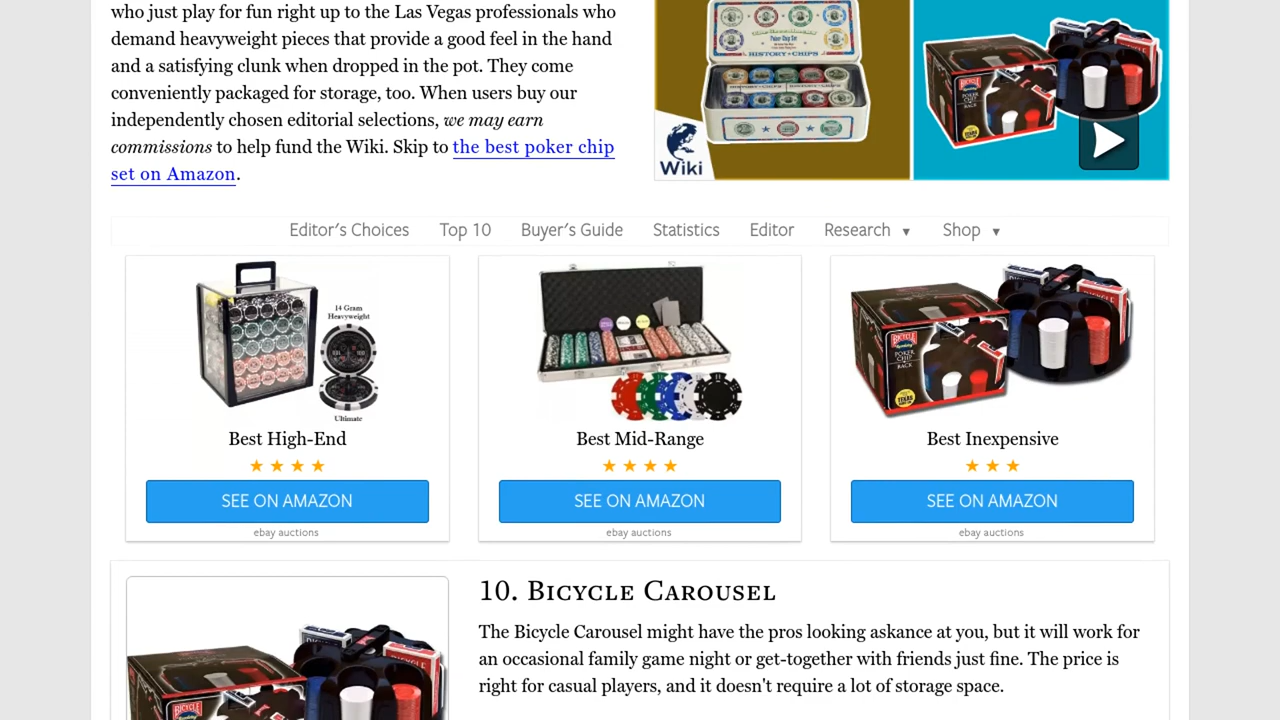 who just play for fun right up to the Las Vegas professionals who
demand heavyweight pieces that provide a good feel in the hand
and a satisfying clunk when dropped in the pot. They come
conveniently packaged for storage, too. When users buy our
independently chosen editorial selections, we may earn
commissions to help fund the Wiki. Skip to the best poker chip
set on Amazon.
HISTORY CHIPS
Wiki
Editor's Choices Top 10 Buyer's Guide Statistics Editor Research ▼ Shop ▼
14 Gram
Heavyweight
Ultimate
BICYCLE
POKER
CHIP
RACK
Best High-End
★ ★ ★ ★
SEE ON AMAZON
ebay auctions
Best Mid-Range
★ ★ ★ ★
SEE ON AMAZON
ebay auctions
Best Inexpensive
★ ★ ★
SEE ON AMAZON
ebay auctions
10. Bicycle Carousel
The Bicycle Carousel might have the pros looking askance at you, but it will work for
an occasional family game night or get-together with friends just fine. The price is
right for casual players, and it doesn't require a lot of storage space.
BICYCLE